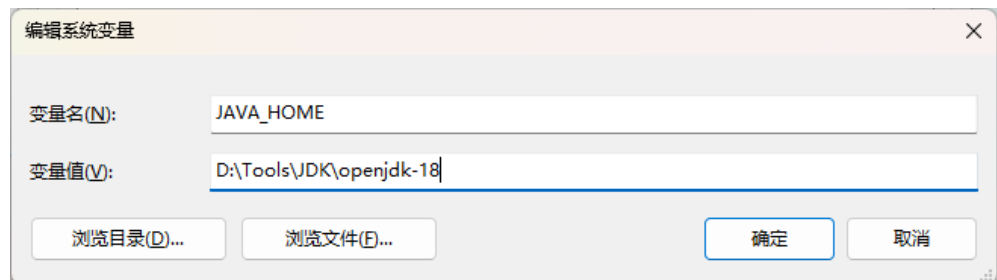 编辑系统变量
变量名(N): JAVA_HOME
变量值(V): D:\Tools\JDK\openjdk-18
浏览目录(D)... 浏览文件(F)... 确定 取消